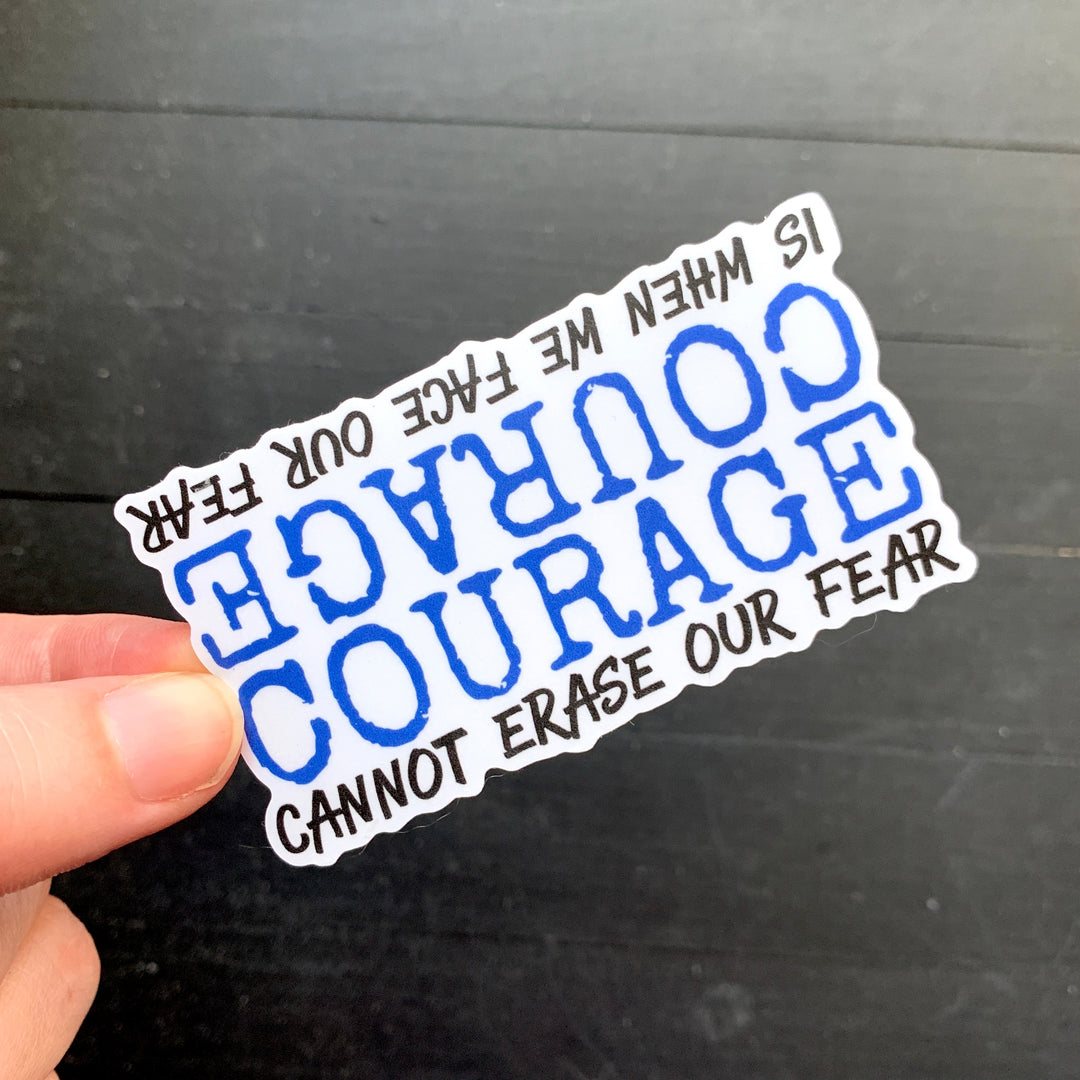 COURAGE
CANNOT ERASE OUR FEAR
COURAGE
IS WHEN WE FACE OUR FEAR